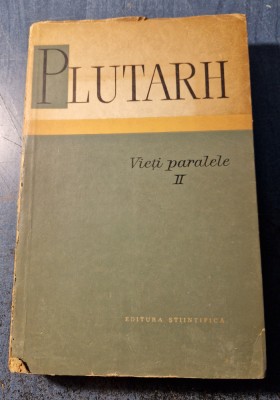 PLUTARH
Vieți paralele
II
EDITURA ȘTIINȚIFICĂ